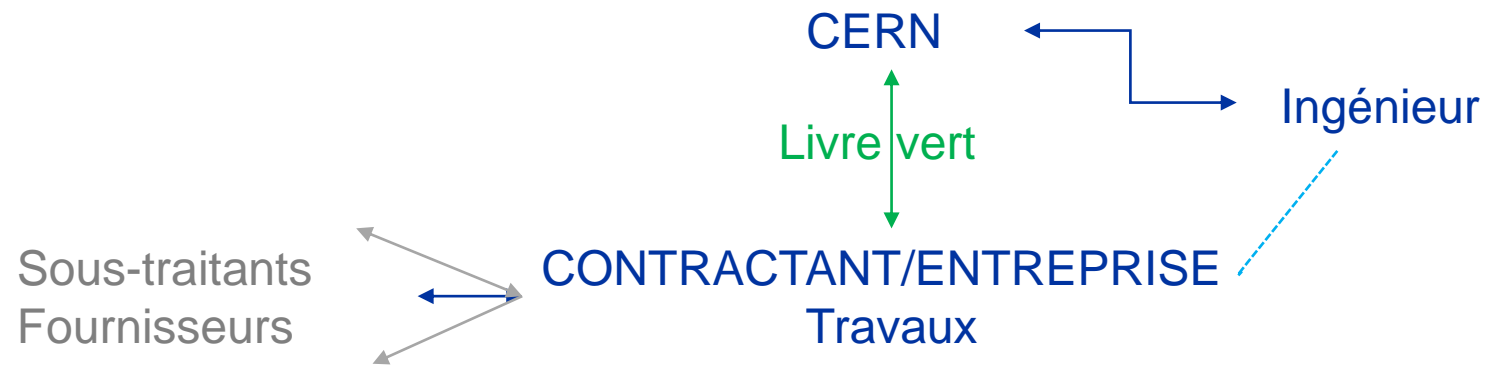 CERN
Ingénieur
Livre vert
Sous-traitants
Fournisseurs
CONTRACTANT/ENTREPRISE
Travaux